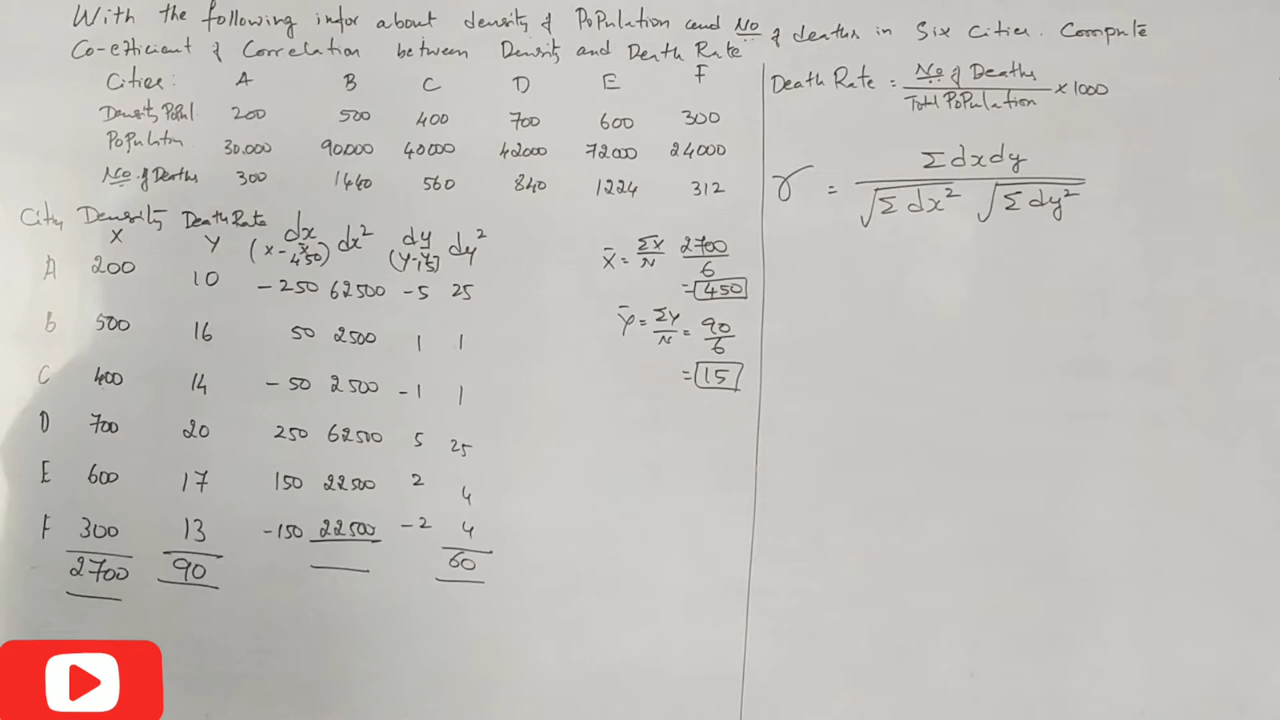 With the following infor about density of Population and No of deaths in Six Cities. Compute
Co-efficient of Correlation between Density and Death Rate
Cities: A B C D E F
Density Popul. 200 500 400 700 600 300
Population 30.000 90.000 40000 42000 72000 24000
No. of Deaths 300 1440 560 840 1224 312
City Density Death Rate dx dx² dy dy²
X Y (x-x̄ 450) (y-ȳ 15)
A 200 10 -250 62500 -5 25
B 500 16 50 2500 1 1
C 400 14 -50 2500 -1 1
D 700 20 250 62500 5 25
E 600 17 150 22500 2 4
F 300 13 -150 22500 -2 4
2700 90 60
X̄ = ΣX/N 2700/6
= 450
Ȳ = ΣY/N = 90/6
= 15
Death Rate = No of Deaths / Total Population × 1000
r = Σdxdy / √Σdx² √Σdy²